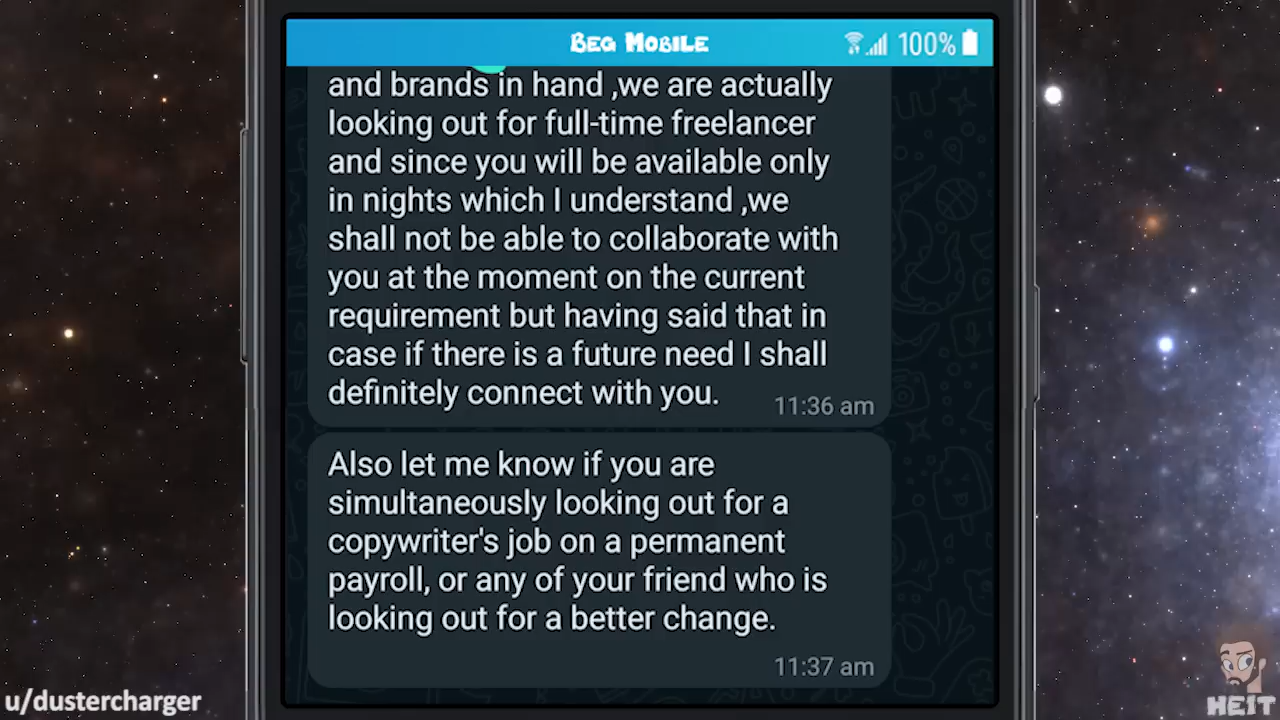 BEG MOBILE
100%
and brands in hand ,we are actually
looking out for full-time freelancer
and since you will be available only
in nights which I understand ,we
shall not be able to collaborate with
you at the moment on the current
requirement but having said that in
case if there is a future need I shall
definitely connect with you.
11:36 am
Also let me know if you are
simultaneously looking out for a
copywriter's job on a permanent
payroll, or any of your friend who is
looking out for a better change.
11:37 am
u/dustercharger
HEIT